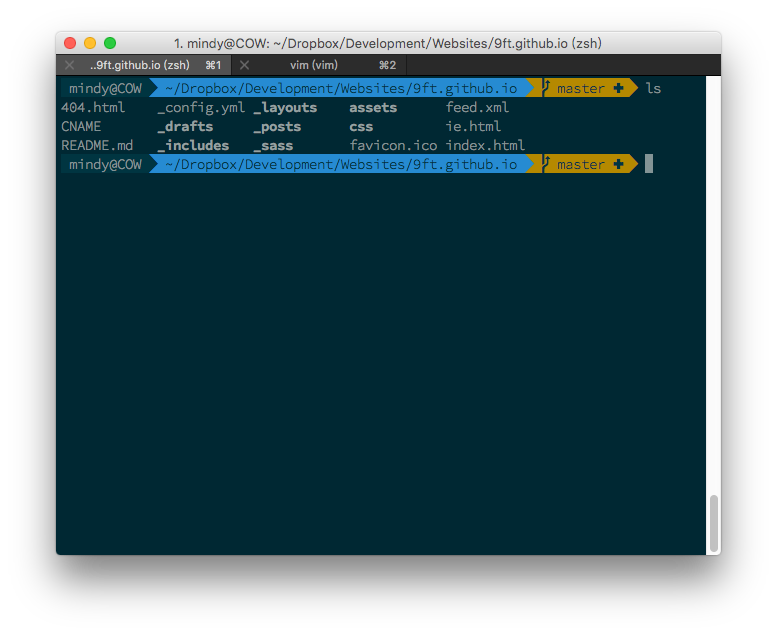 1. mindy@COW: ~/Dropbox/Development/Websites/9ft.github.io (zsh)
..9ft.github.io (zsh) ⌘1 vim (vim) ⌘2
mindy@COW ~/Dropbox/Development/Websites/9ft.github.io master ✚ ls
404.html _config.yml _layouts assets feed.xml
CNAME _drafts _posts css ie.html
README.md _includes _sass favicon.ico index.html
mindy@COW ~/Dropbox/Development/Websites/9ft.github.io master ✚